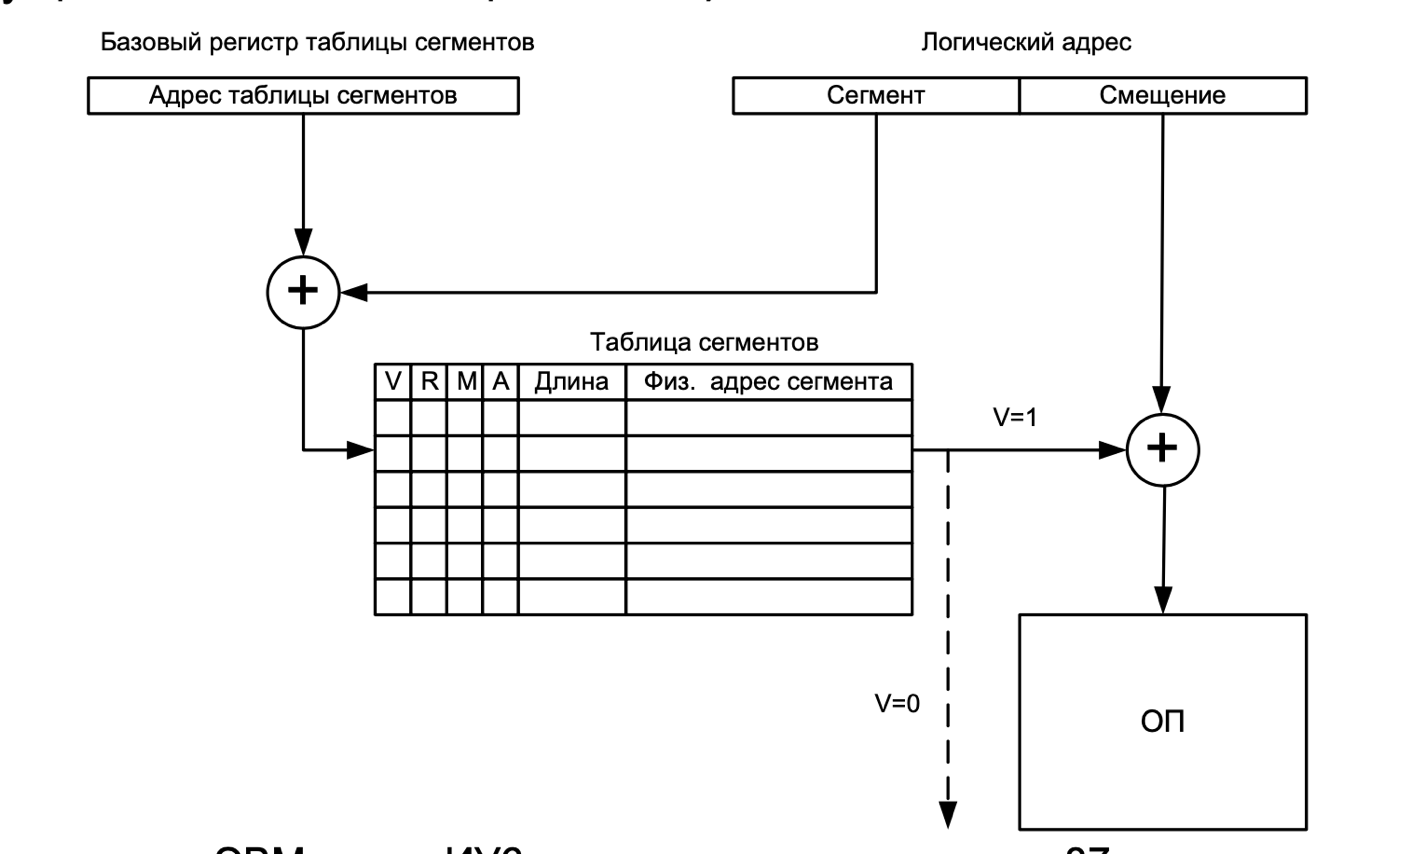 Базовый регистр таблицы сегментов
Логический адрес
Адрес таблицы сегментов
Сегмент
Смещение
+
Таблица сегментов
V R M A Длина Физ. адрес сегмента
V=1
+
V=0
ОП